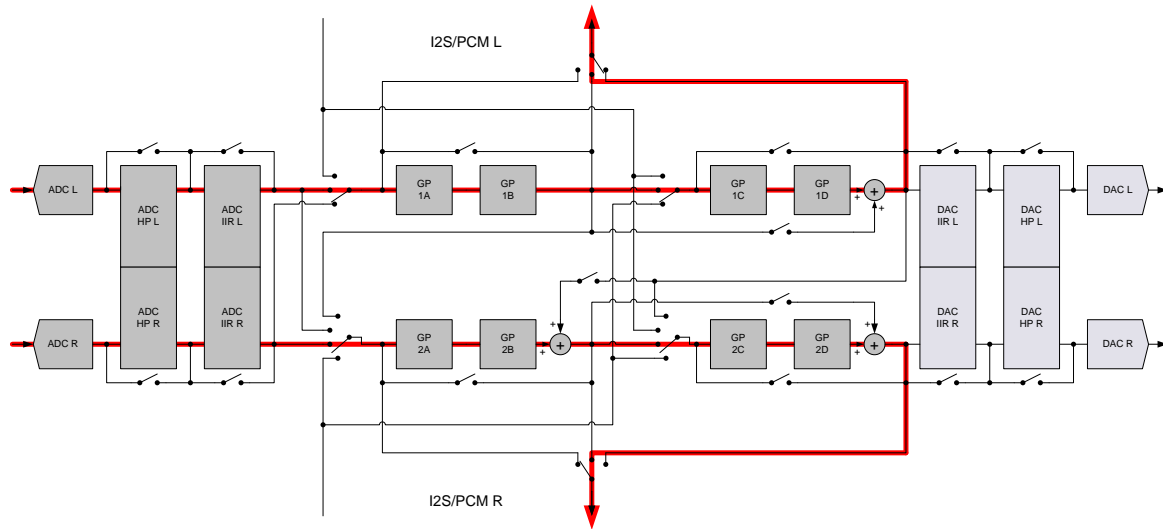 I2S/PCM L
ADC L
ADC
HP L
ADC
IIR L
GP
1A
GP
1B
GP
1C
GP
1D
+
+
+
DAC
IIR L
DAC
HP L
DAC L
ADC R
ADC
HP R
ADC
IIR R
GP
2A
GP
2B
+
+
+
GP
2C
GP
2D
+
+
+
DAC
IIR R
DAC
HP R
DAC R
I2S/PCM R